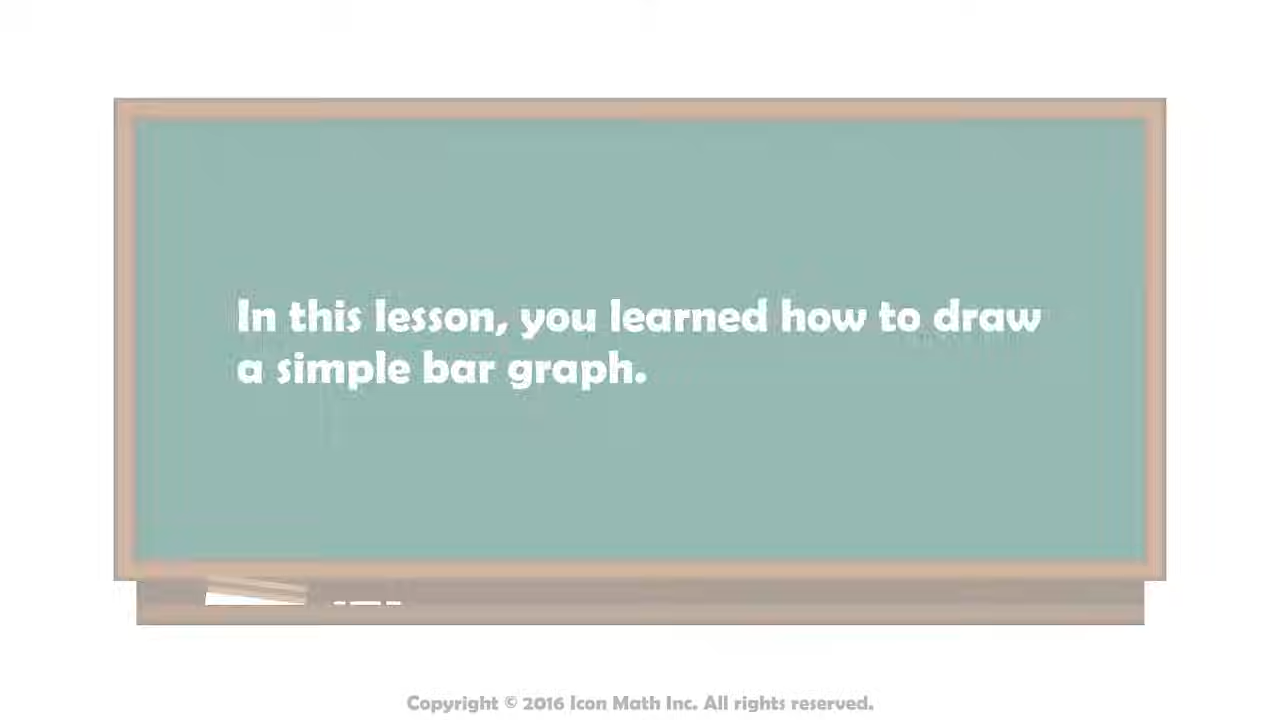 In this lesson, you learned how to draw
a simple bar graph.
Copyright © 2016 Icon Math Inc. All rights reserved.